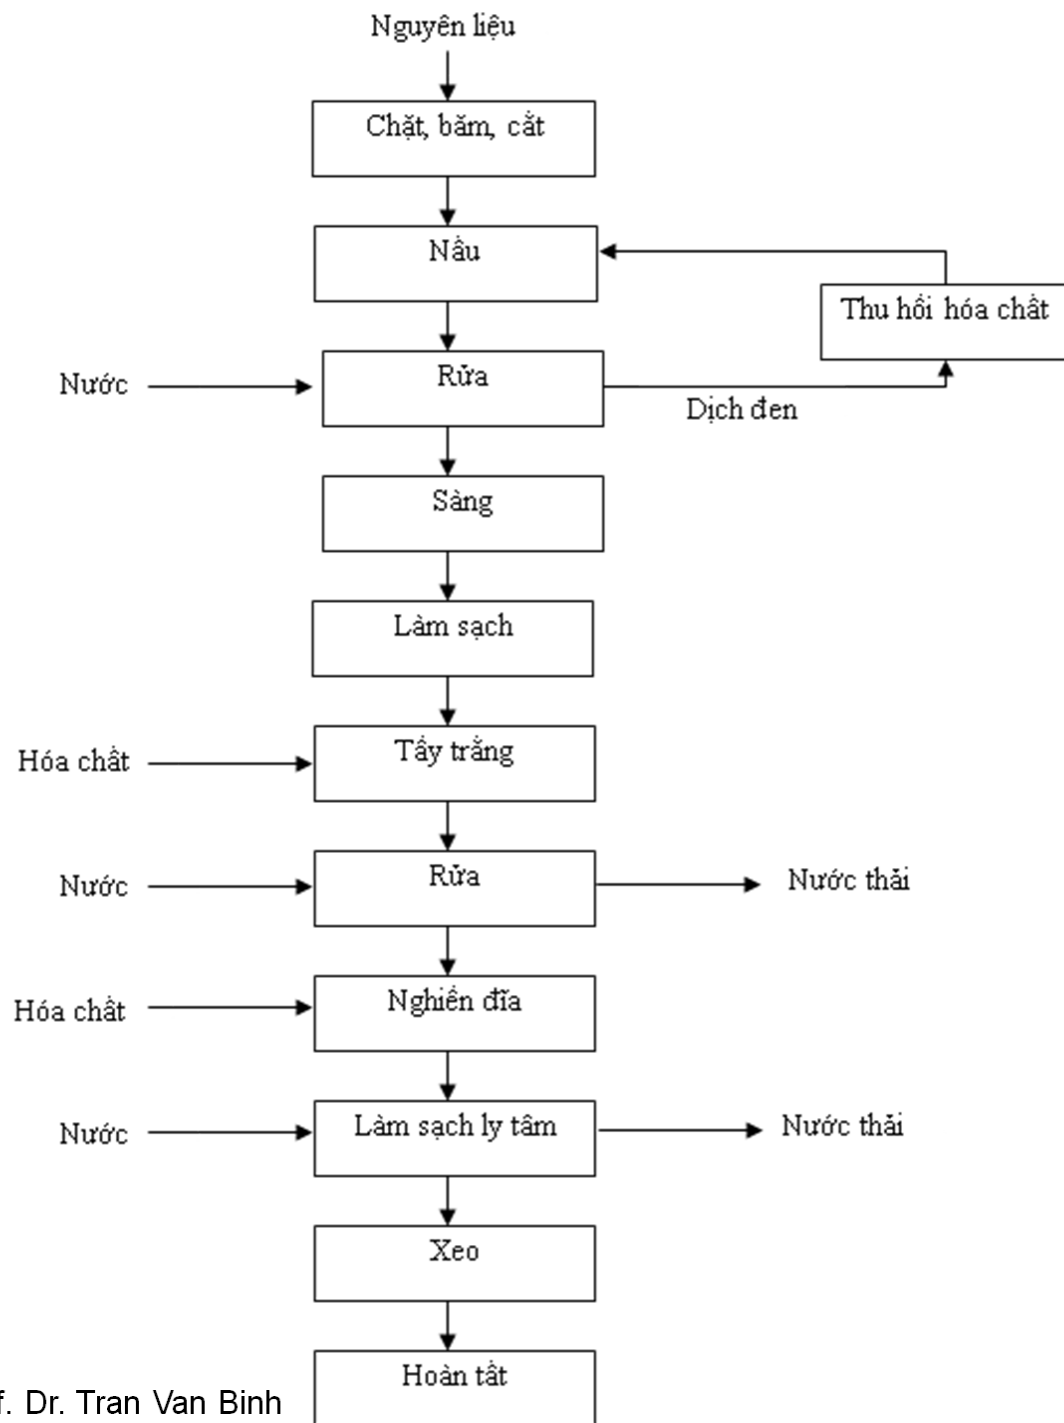 Nguyên liệu
Chặt, băm, cắt
Nấu
Thu hồi hóa chất
Nước
Rửa
Dịch đen
Sàng
Làm sạch
Hóa chất
Tẩy trắng
Nước
Rửa
Nước thải
Hóa chất
Nghiền đĩa
Nước
Làm sạch ly tâm
Nước thải
Xeo
Hoàn tất
f. Dr. Tran Van Binh